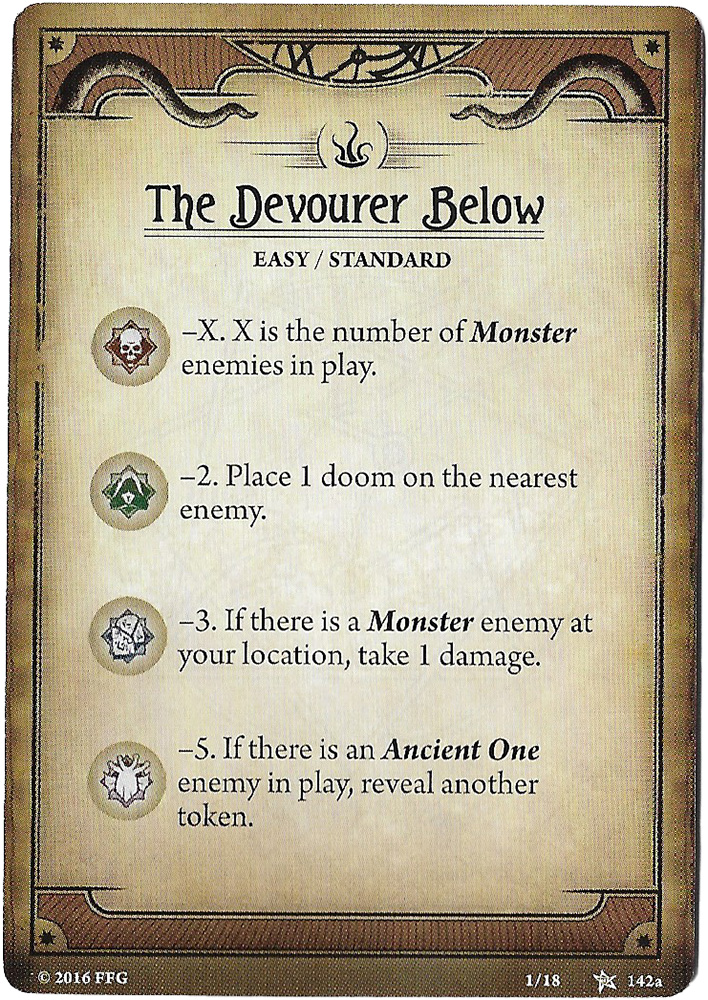 The Devourer Below
EASY / STANDARD
–X. X is the number of Monster
enemies in play.
–2. Place 1 doom on the nearest
enemy.
–3. If there is a Monster enemy at
your location, take 1 damage.
–5. If there is an Ancient One
enemy in play, reveal another
token.
© 2016 FFG
1/18
142a